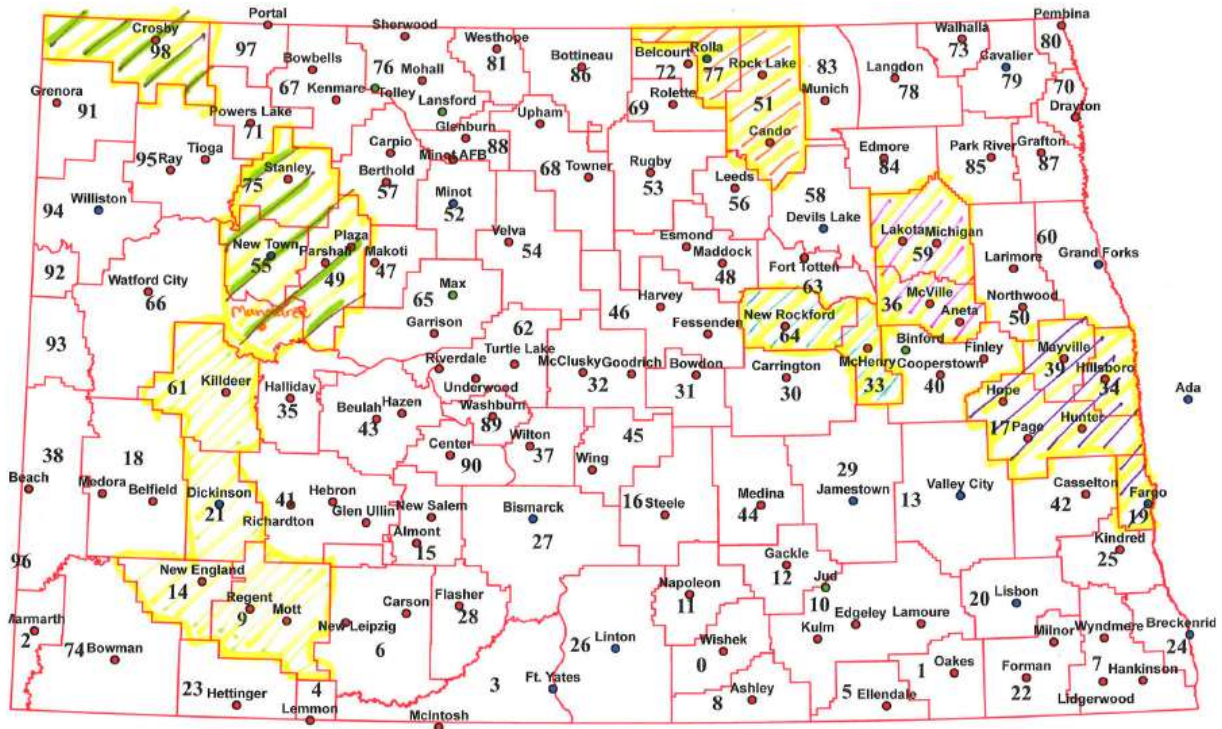 Portal
Crosby
98
97
Bowbells
67
Sherwood
76
Mohall
Westhope
81
Bottineau
86
Belcourt
72
Rolla
77
Rock Lake
51
83
Munich
Langdon
78
Walhalla
73
Cavalier
79
Pembina
80
70
Drayton
Grenora
91
Powers Lake
71
Kenmare
Tolley
Lansford
Glenburn
88
Upham
69
Rolette
Cando
95
Ray
Tioga
75
Stanley
Carpio
Berthold
57
Minot AFB
Minot
52
68
Towner
Rugby
53
Leeds
56
58
Devils Lake
Edmore
84
Park River
85
Grafton
87
94
Williston
New Town
55
Plaza
Parshall
49
Makoti
47
Velva
54
Esmond
Maddock
48
Fort Totten
63
Lakota
Michigan
59
60
Grand Forks
Larimore
92
Watford City
66
65
Max
Garrison
46
Harvey
Fessenden
New Rockford
64
36
McVille
Aneta
Northwood
50
93
Mandaree
61
Killdeer
Halliday
35
Riverdale
62
Turtle Lake
Underwood
McClusky
32
Goodrich
Bowdon
31
Carrington
30
McHenry
33
Binford
Cooperstown
40
Finley
Mayville
39
Hillsboro
34
Ada
Beulah
43
Hazen
Washburn
89
Wilton
37
Center
90
45
Wing
Hope
17
Page
Hunter
38
Beach
18
Medora
Belfield
Dickinson
21
41
Richardton
Hebron
Glen Ullin
New Salem
Almont
15
Bismarck
27
16
Steele
Medina
44
29
Jamestown
13
Valley City
Casselton
42
Fargo
19
Kindred
25
96
New England
14
Regent
9
Mott
New Leipzig
Carson
6
Flasher
28
Napoleon
11
Gackle
12
Jud
10
Kulm
Edgeley
Lamoure
20
Lisbon
Breckenrid
24
Marmarth
2
74
Bowman
23
Hettinger
4
Lemmon
McIntosh
3
Ft. Yates
26
Linton
Wishek
0
Ashley
8
5
Ellendale
1
Oakes
Forman
22
Milnor
Wyndmere
7
Hankinson
Lidgerwood